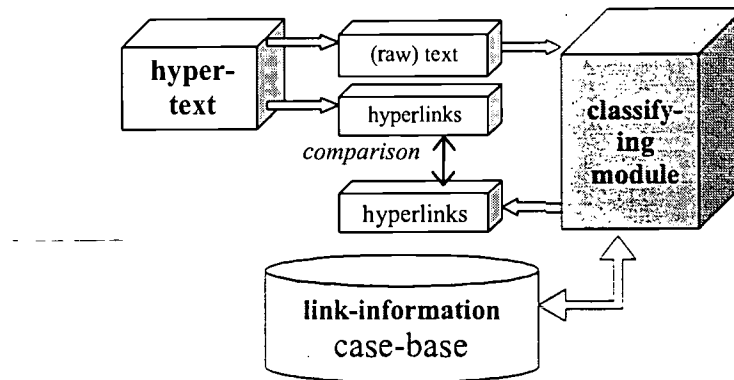 hyper-
text
(raw) text
hyperlinks
comparison
hyperlinks
classify-
ing
module
link-information
case-base